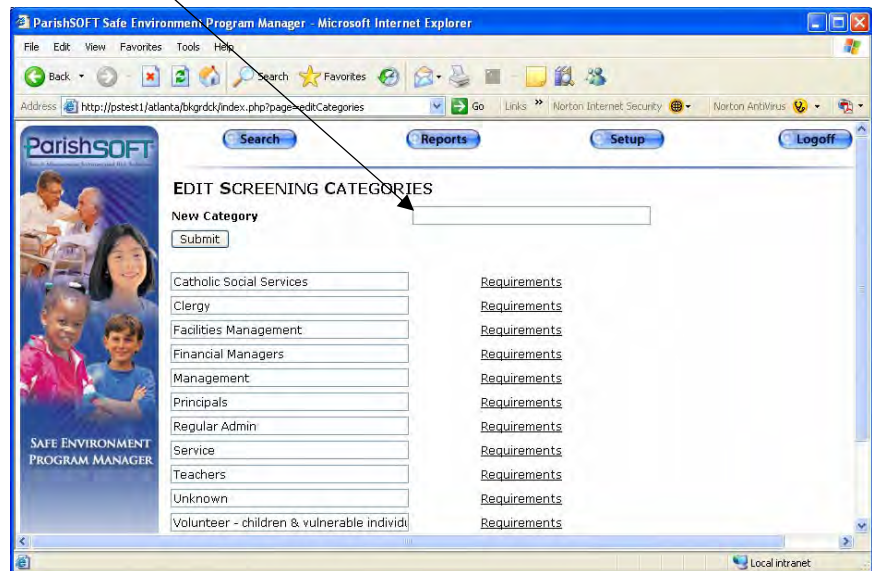 ParishSOFT Safe Environment Program Manager - Microsoft Internet Explorer
File Edit View Favorites Tools Help
Back Search Favorites
Address http://pstest1/atlanta/bkgrdck/index.php?page=editCategories Go Links » Norton Internet Security Norton AntiVirus
ParishSOFT
Search Reports Setup Logoff
EDIT SCREENING CATEGORIES
New Category
Submit
Catholic Social Services Requirements
Clergy Requirements
Facilities Management Requirements
Financial Managers Requirements
Management Requirements
Principals Requirements
Regular Admin Requirements
Service Requirements
Teachers Requirements
Unknown Requirements
Volunteer - children & vulnerable individu Requirements
SAFE ENVIRONMENT
PROGRAM MANAGER
Local intranet